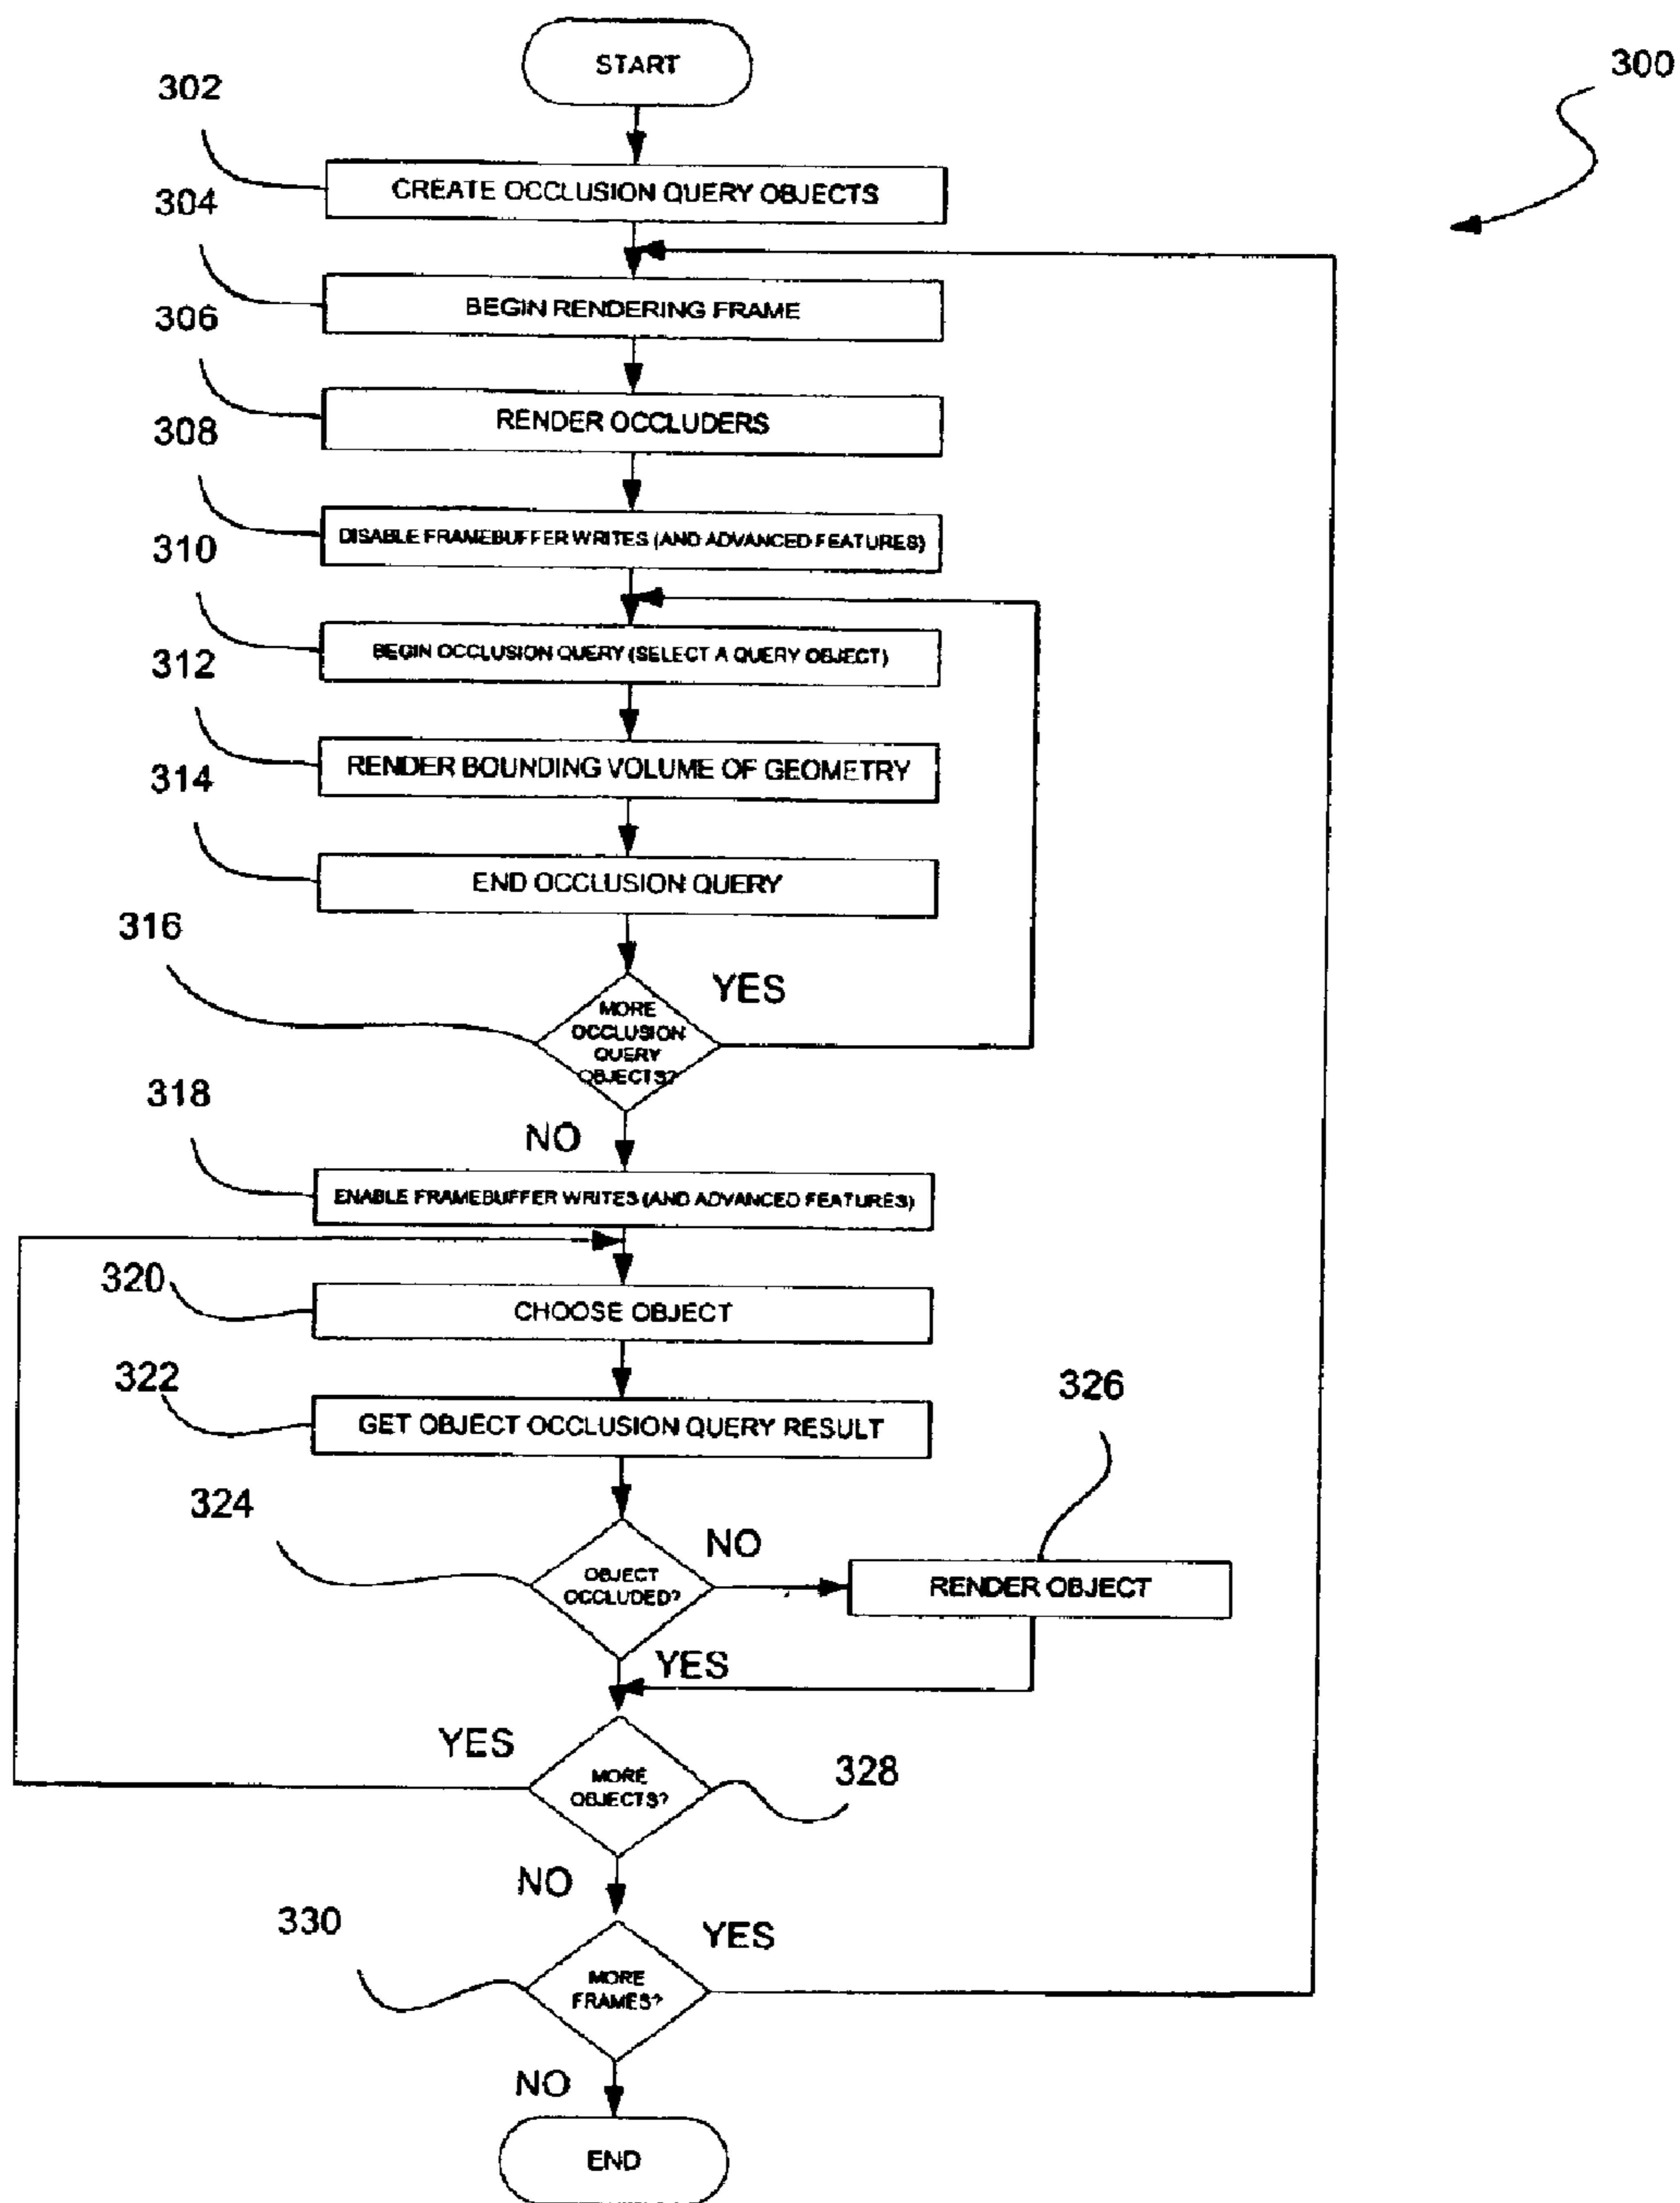 START
300
302
CREATE OCCLUSION QUERY OBJECTS
304
BEGIN RENDERING FRAME
306
RENDER OCCLUDERS
308
DISABLE FRAMEBUFFER WRITES (AND ADVANCED FEATURES)
310
BEGIN OCCLUSION QUERY (SELECT A QUERY OBJECT)
312
RENDER BOUNDING VOLUME OF GEOMETRY
314
END OCCLUSION QUERY
316
YES
MORE
OCCLUSION
QUERY
OBJECTS?
318
NO
ENABLE FRAMEBUFFER WRITES (AND ADVANCED FEATURES)
320
CHOOSE OBJECT
322
GET OBJECT OCCLUSION QUERY RESULT
326
324
NO
OBJECT
OCCLUDED?
RENDER OBJECT
YES
YES
MORE
OBJECTS?
328
NO
330
YES
MORE
FRAMES?
NO
END